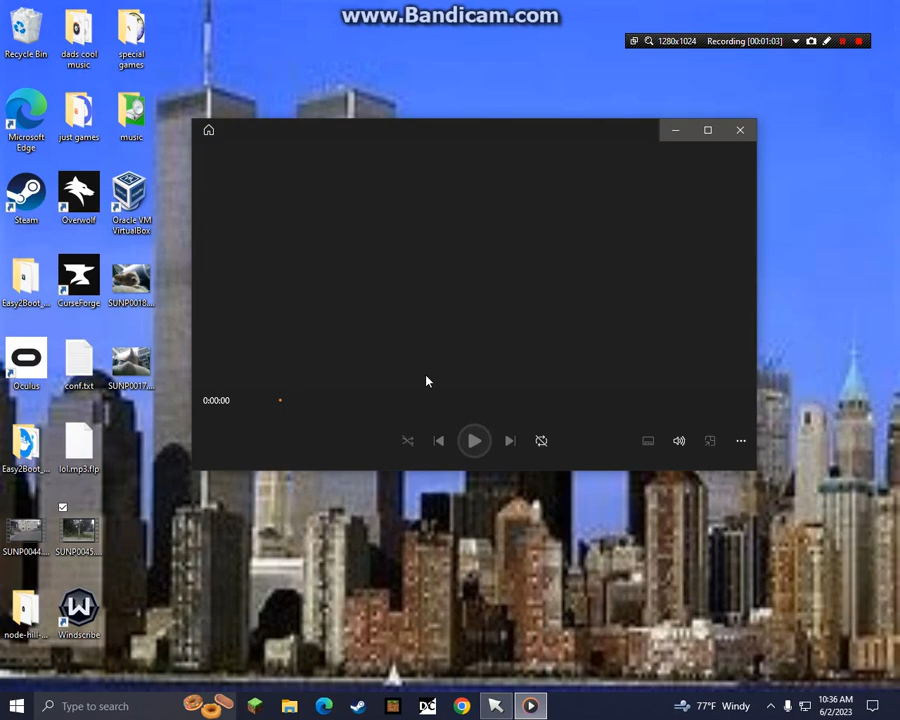 www.Bandicam.com
1280x1024 Recording [00:01:03]
Recycle Bin
dads cool music
special games
Microsoft Edge
just games
music
Steam
Overwolf
Oracle VM VirtualBox
Easy2Boot_...
CurseForge
SUNP0018....
Oculus
conf.txt
SUNP0017....
Easy2Boot_...
lol.mp3.flp
SUNP0044....
SUNP0045....
node-hill-...
Windscribe
0:00:00
Type to search
77°F Windy
10:36 AM
6/2/2023